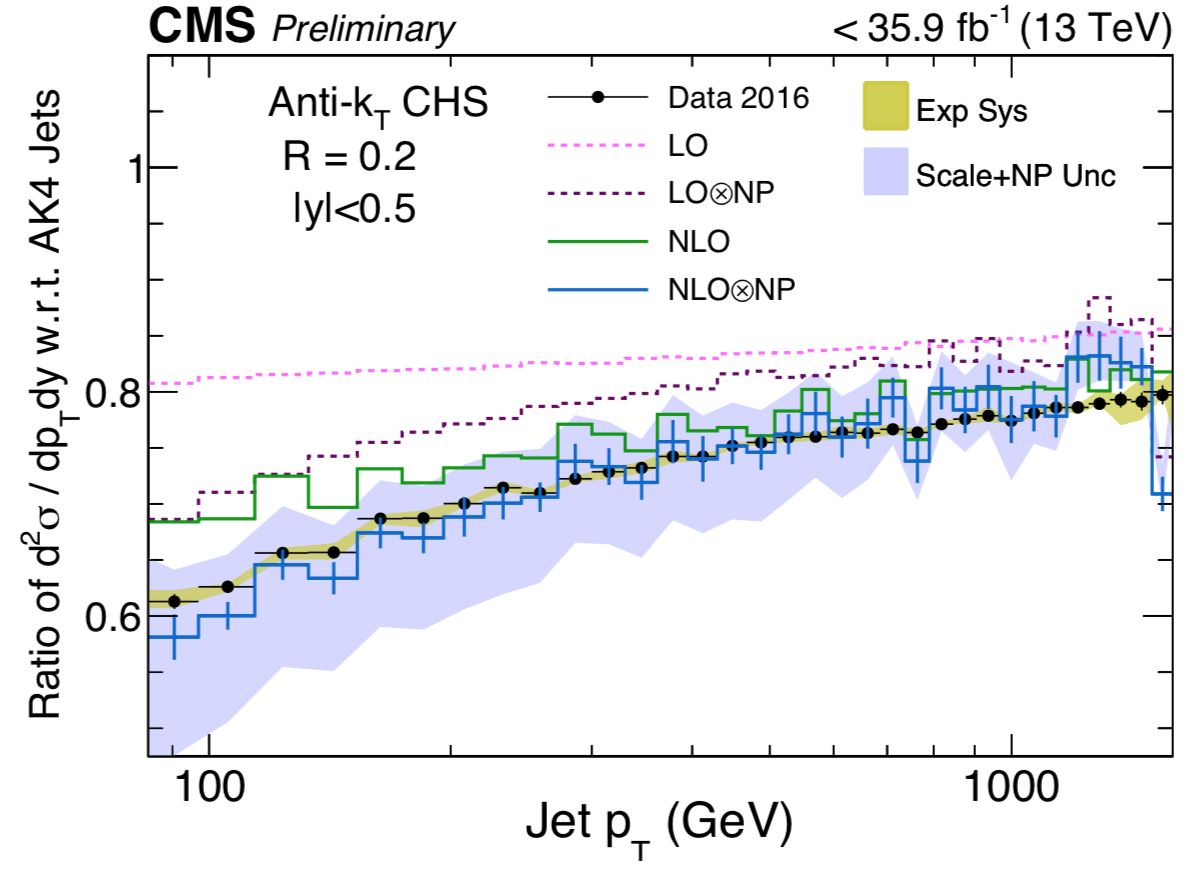 CMS Preliminary
< 35.9 fb⁻¹ (13 TeV)
Anti-k_T CHS
R = 0.2
|y|<0.5
Data 2016
LO
LO⊗NP
NLO
NLO⊗NP
Exp Sys
Scale+NP Unc
Ratio of d²σ / dp_T dy w.r.t. AK4 Jets
1
0.8
0.6
100
1000
Jet p_T (GeV)